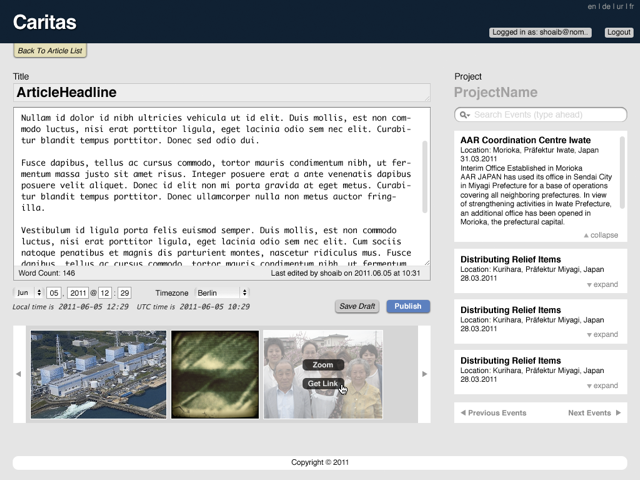 en | de | ur | fr
Caritas
Logged in as: shoaib@nom..
Logout
Back To Article List
Title
ArticleHeadline
Nullam id dolor id nibh ultricies vehicula ut id elit. Duis mollis, est non com-
modo luctus, nisi erat porttitor ligula, eget lacinia odio sem nec elit. Curabi-
tur blandit tempus porttitor. Donec sed odio dui.
Fusce dapibus, tellus ac cursus commodo, tortor mauris condimentum nibh, ut fer-
mentum massa justo sit amet risus. Integer posuere erat a ante venenatis dapibus
posuere velit aliquet. Donec id elit non mi porta gravida at eget metus. Curabi-
tur blandit tempus porttitor. Donec ullamcorper nulla non metus auctor fring-
illa.
Vestibulum id ligula porta felis euismod semper. Duis mollis, est non commodo
luctus, nisi erat porttitor ligula, eget lacinia odio sem nec elit. Cum sociis
natoque penatibus et magnis dis parturient montes, nascetur ridiculus mus. Fusce
dapibus, tellus ac cursus commodo, tortor mauris condimentum nibh, ut fermentum
Word Count: 146
Last edited by shoaib on 2011.06.05 at 10:31
Jun 05, 2011 @ 12 : 29 Timezone Berlin
Local time is 2011-06-05 12:29 UTC time is 2011-06-05 10:29
Save Draft
Publish
Zoom
Get Link
Project
ProjectName
Search Events (type ahead)
AAR Coordination Centre Iwate
Location: Morioka, Präfektur Iwate, Japan
31.03.2011
Interim Office Established in Morioka
AAR JAPAN has used its office in Sendai City
in Miyagi Prefecture for a base of operations
covering all neighboring prefectures. In view
of strengthening activities in Iwate Prefecture,
an additional office has been opened in
Morioka, the prefectural capital.
collapse
Distributing Relief Items
Location: Kurihara, Präfektur Miyagi, Japan
28.03.2011
expand
Distributing Relief Items
Location: Kurihara, Präfektur Miyagi, Japan
28.03.2011
expand
Distributing Relief Items
Location: Kurihara, Präfektur Miyagi, Japan
28.03.2011
expand
Previous Events
Next Events
Copyright © 2011